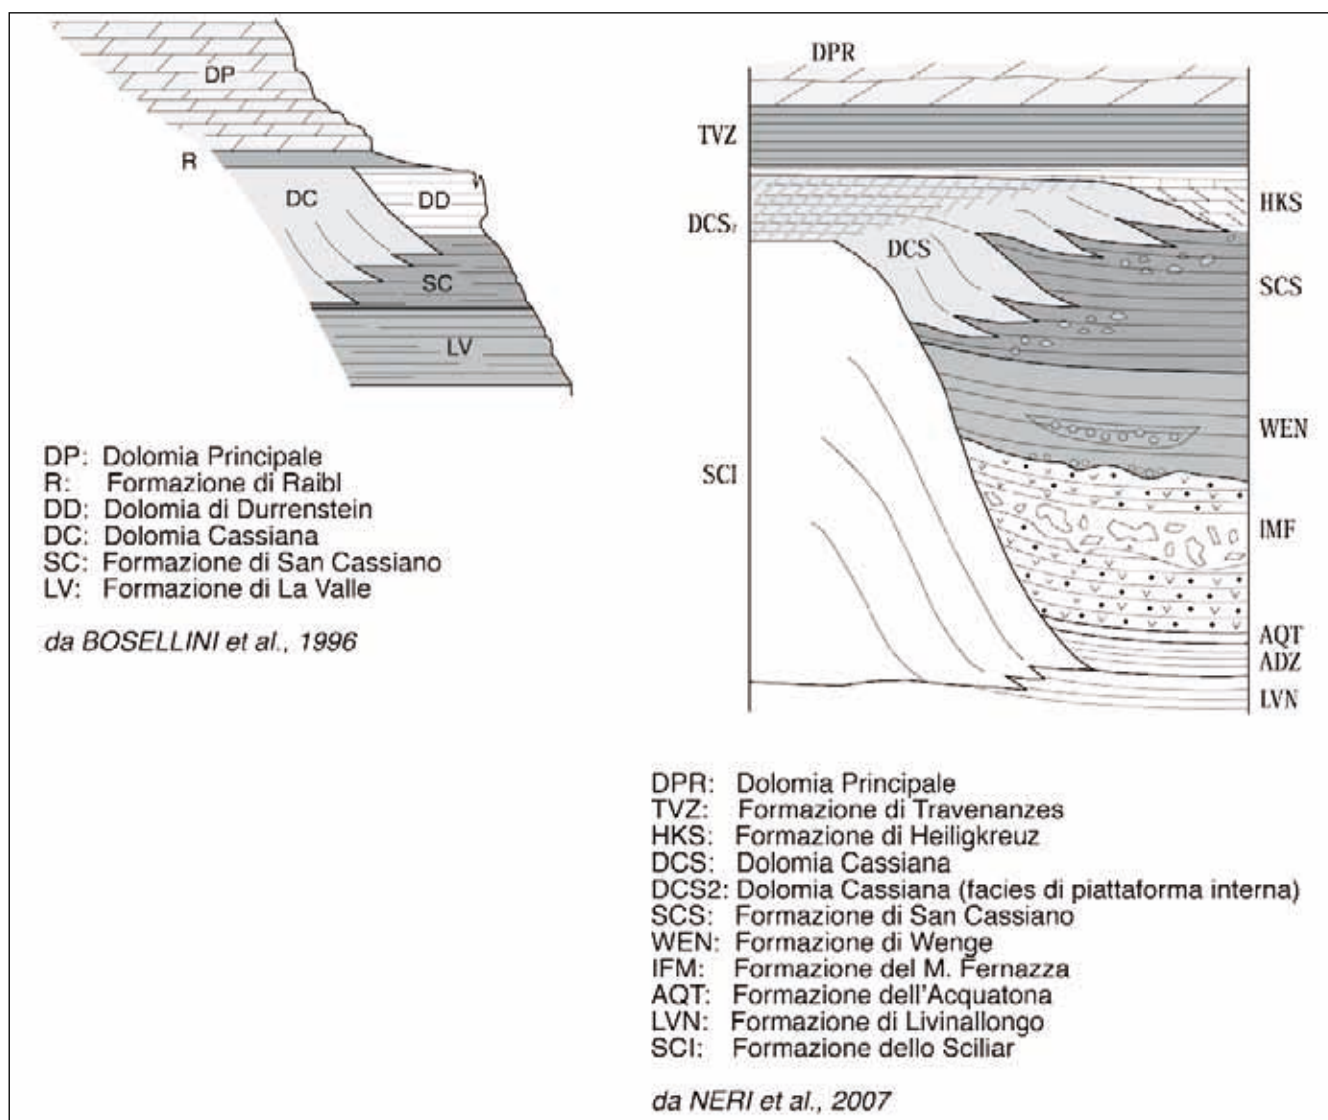 DP
R
DC
DD
SC
LV
DP: Dolomia Principale
R: Formazione di Raibl
DD: Dolomia di Durrenstein
DC: Dolomia Cassiana
SC: Formazione di San Cassiano
LV: Formazione di La Valle
da BOSELLINI et al., 1996
DPR
TVZ
HKS
DCS2
DCS
SCS
WEN
SCI
IMF
AQT
ADZ
LVN
DPR: Dolomia Principale
TVZ: Formazione di Travenanzes
HKS: Formazione di Heiligkreuz
DCS: Dolomia Cassiana
DCS2: Dolomia Cassiana (facies di piattaforma interna)
SCS: Formazione di San Cassiano
WEN: Formazione di Wenge
IFM: Formazione del M. Fernazza
AQT: Formazione dell'Acquatona
LVN: Formazione di Livinallongo
SCI: Formazione dello Sciliar
da NERI et al., 2007